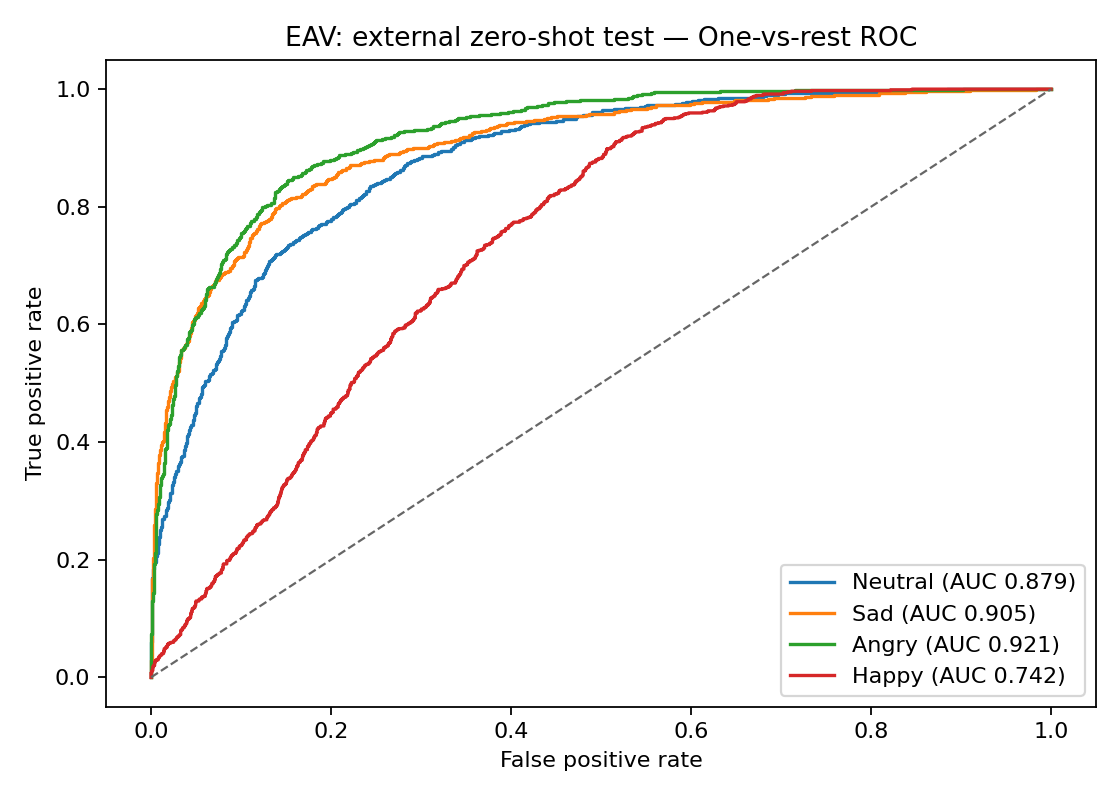 EAV: external zero-shot test — One-vs-rest ROC
True positive rate
1.0
0.8
0.6
0.4
0.2
0.0
Neutral (AUC 0.879)
Sad (AUC 0.905)
Angry (AUC 0.921)
Happy (AUC 0.742)
0.0 0.2 0.4 0.6 0.8 1.0
False positive rate